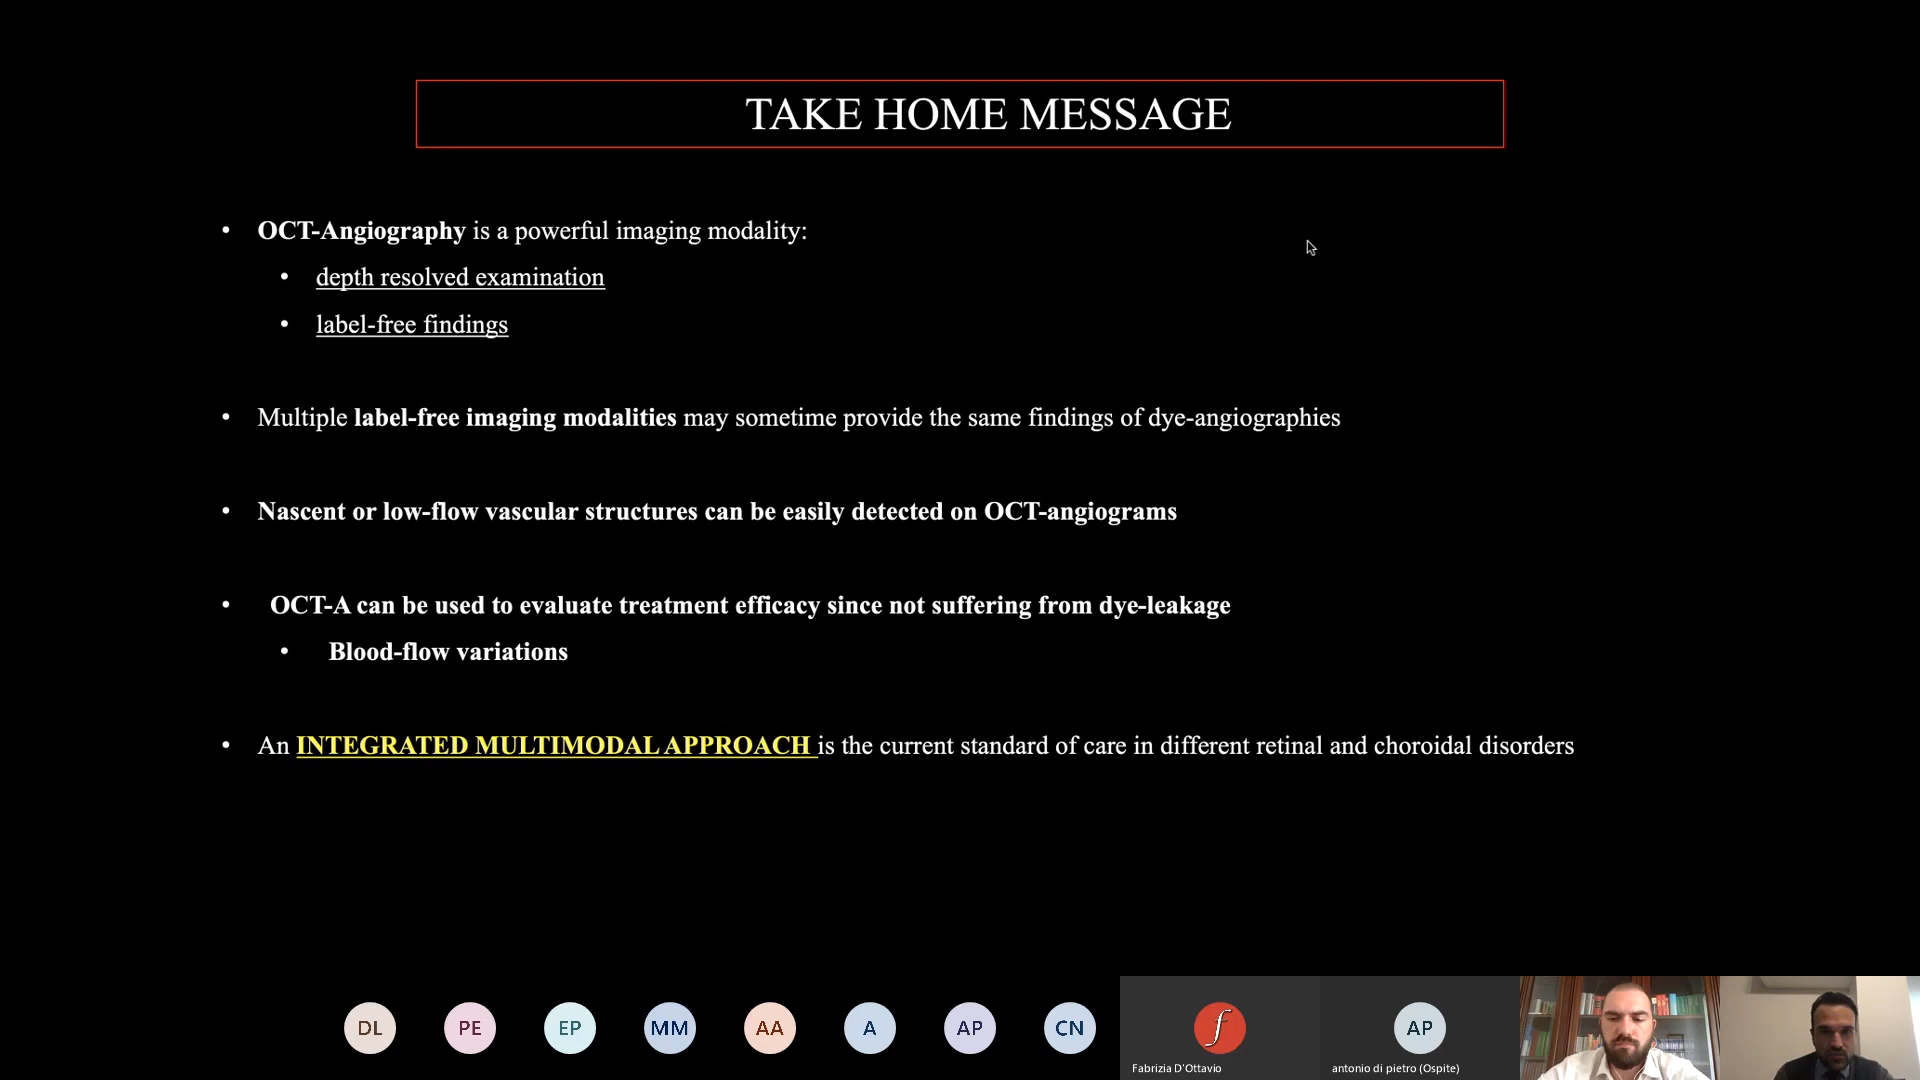 TAKE HOME MESSAGE
• OCT-Angiography is a powerful imaging modality:
• depth resolved examination
• label-free findings
• Multiple label-free imaging modalities may sometime provide the same findings of dye-angiographies
• Nascent or low-flow vascular structures can be easily detected on OCT-angiograms
• OCT-A can be used to evaluate treatment efficacy since not suffering from dye-leakage
• Blood-flow variations
• An INTEGRATED MULTIMODAL APPROACH is the current standard of care in different retinal and choroidal disorders
DL PE EP MM AA A AP CN f AP
Fabrizia D'Ottavio antonio di pietro (Ospite)